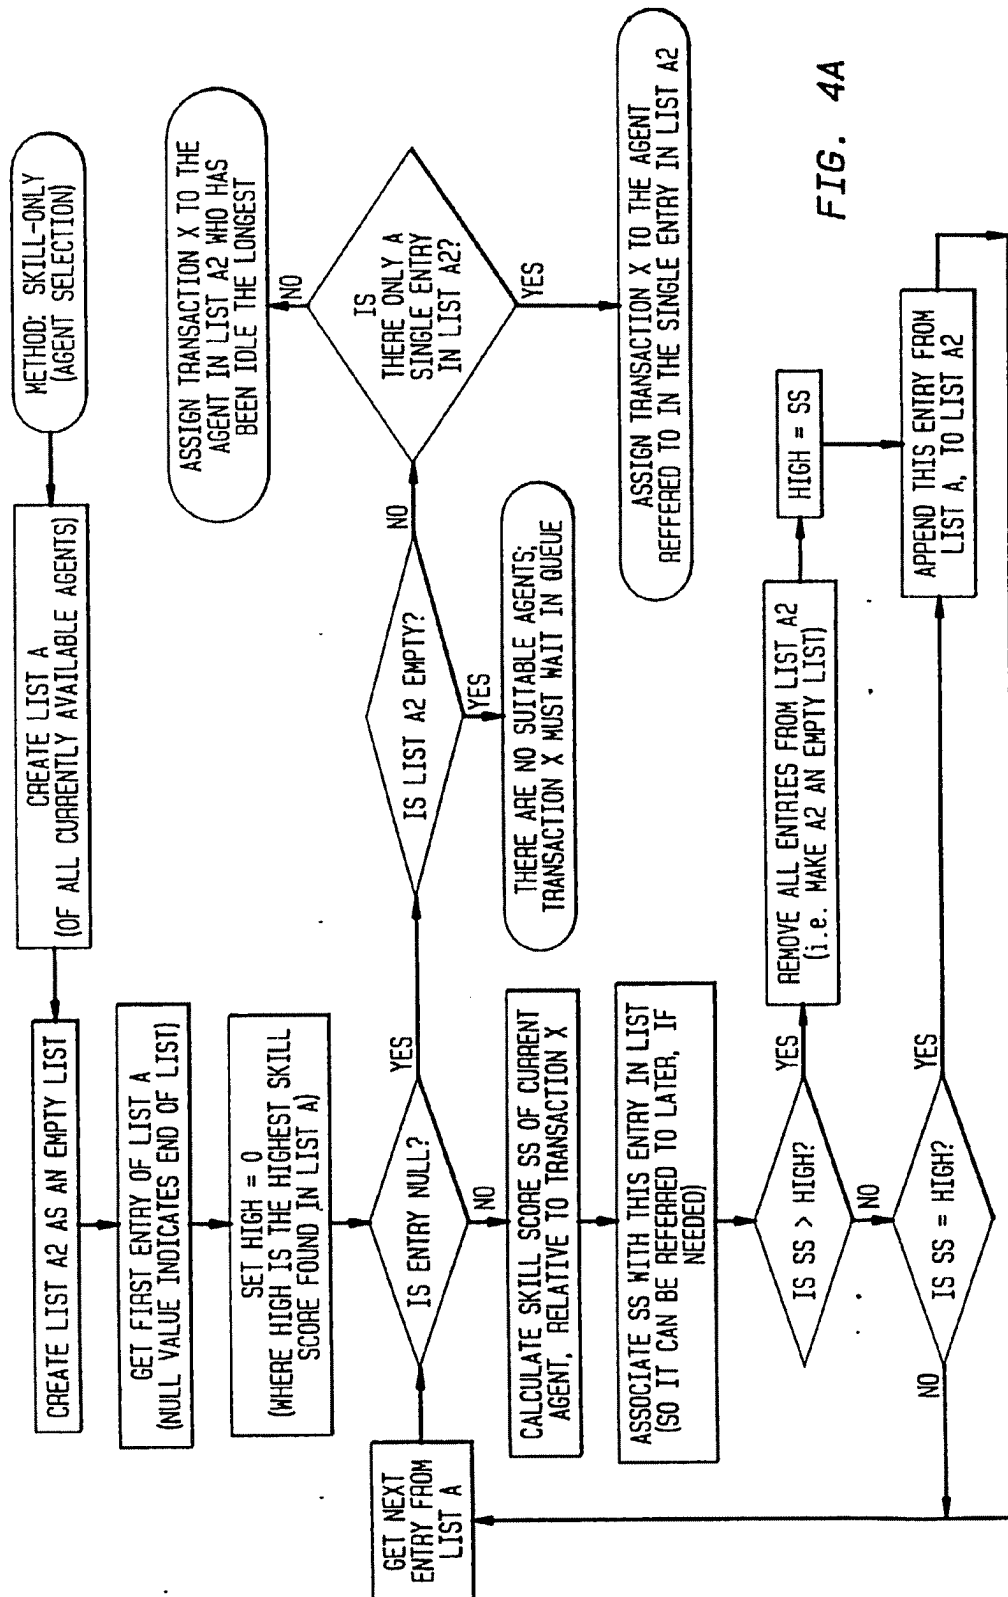 METHOD: SKILL-ONLY
(AGENT SELECTION)
CREATE LIST A
(OF ALL CURRENTLY AVAILABLE AGENTS)
CREATE LIST A2 AS AN EMPTY LIST
GET FIRST ENTRY OF LIST A
(NULL VALUE INDICATES END OF LIST)
SET HIGH = 0
(WHERE HIGH IS THE HIGHEST SKILL
SCORE FOUND IN LIST A)
GET NEXT
ENTRY FROM
LIST A
IS ENTRY NULL?
YES
NO
IS LIST A2 EMPTY?
NO
YES
IS
THERE ONLY A
SINGLE ENTRY
IN LIST A2?
NO
YES
ASSIGN TRANSACTION X TO THE
AGENT IN LIST A2 WHO HAS
BEEN IDLE THE LONGEST
THERE ARE NO SUITABLE AGENTS;
TRANSACTION X MUST WAIT IN QUEUE
ASSIGN TRANSACTION X TO THE AGENT
REFFERED TO IN THE SINGLE ENTRY IN LIST A2
CALCULATE SKILL SCORE SS OF CURRENT
AGENT, RELATIVE TO TRANSACTION X
ASSOCIATE SS WITH THIS ENTRY IN LIST
(SO IT CAN BE REFERRED TO LATER, IF
NEEDED)
IS SS > HIGH?
YES
NO
REMOVE ALL ENTRIES FROM LIST A2
(i.e. MAKE A2 AN EMPTY LIST)
HIGH = SS
IS SS = HIGH?
NO
YES
APPEND THIS ENTRY FROM
LIST A, TO LIST A2
FIG. 4A